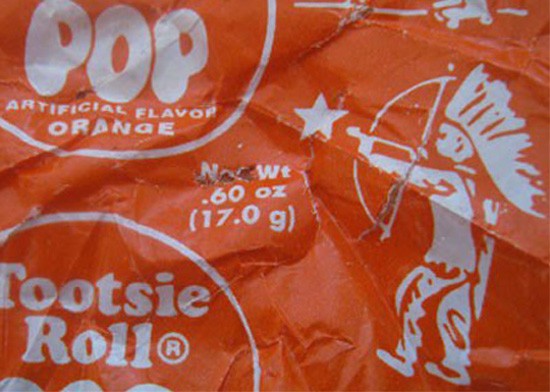 POP
ARTIFICIAL FLAVOR
ORANGE
Net Wt
.60 oz
(17.0 g)
Tootsie
Roll®